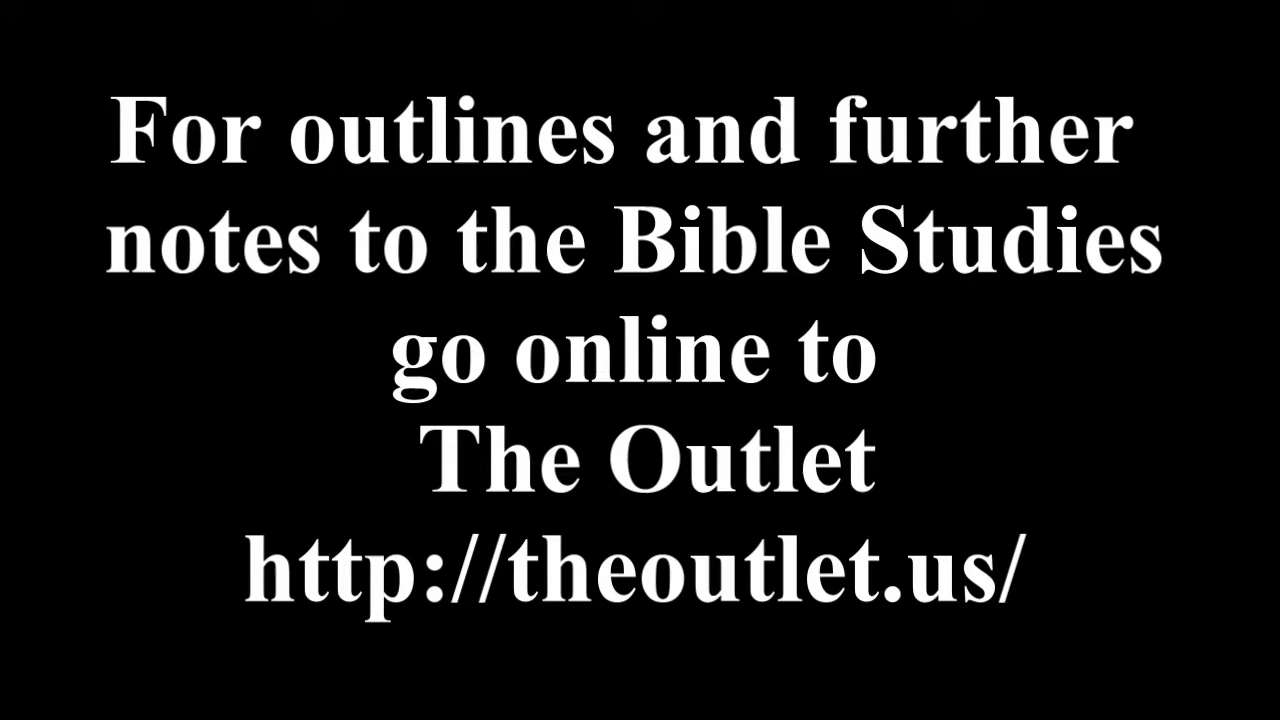 For outlines and further
notes to the Bible Studies
go online to
The Outlet
http://theoutlet.us/